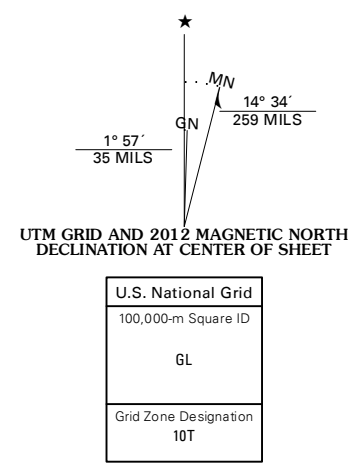 ★
MN
GN
14° 34´
259 MILS
1° 57´
35 MILS
UTM GRID AND 2012 MAGNETIC NORTH
DECLINATION AT CENTER OF SHEET
U.S. National Grid
100,000-m Square ID
GL
Grid Zone Designation
10T